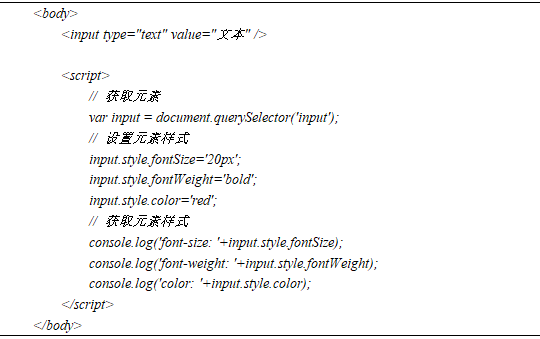 <body>
<input type="text" value="文本" />
<script>
// 获取元素
var input = document.querySelector('input');
// 设置元素样式
input.style.fontSize='20px';
input.style.fontWeight='bold';
input.style.color='red';
// 获取元素样式
console.log('font-size: '+input.style.fontSize);
console.log('font-weight: '+input.style.fontWeight);
console.log('color: '+input.style.color);
</script>
</body>